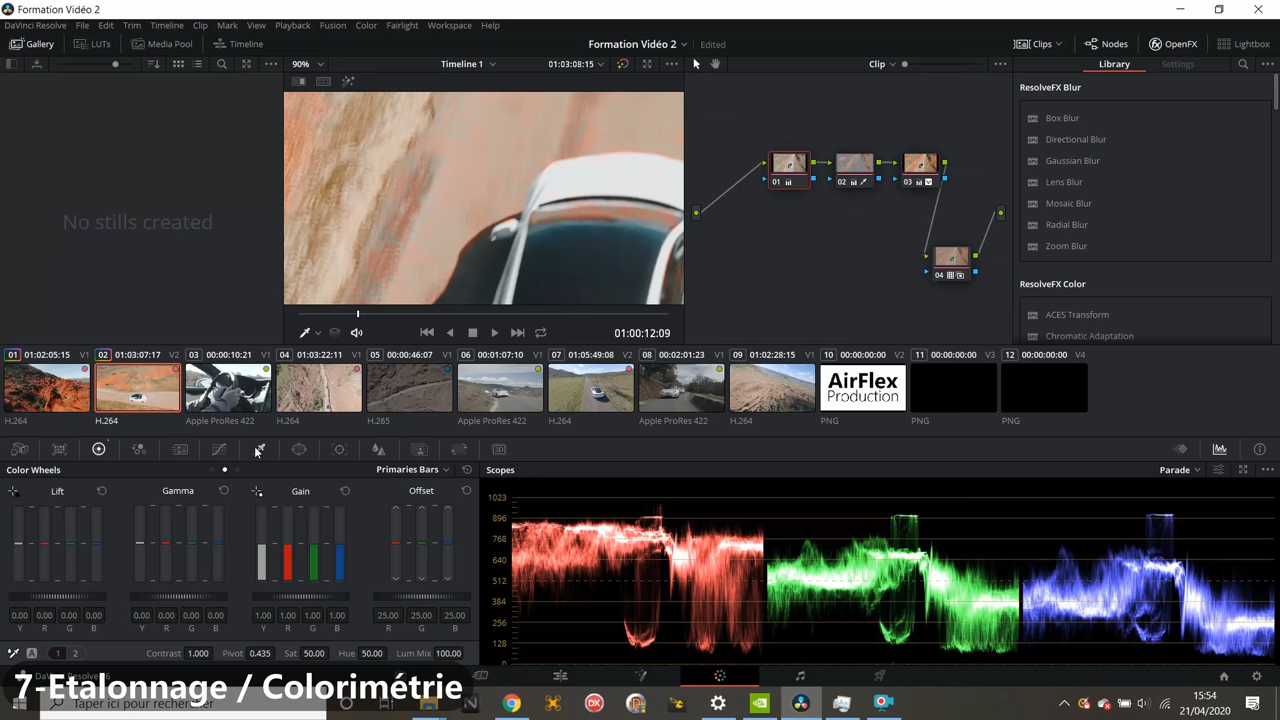 Formation Vidéo 2
DaVinci Resolve File Edit Trim Timeline Clip Mark View Playback Fusion Color Fairlight Workspace Help
Gallery LUTs Media Pool Timeline Formation Vidéo 2 Edited Clips Nodes OpenFX Lightbox
90% Timeline 1 01:03:08:15 Clip Library Settings
ResolveFX Blur
Box Blur
Directional Blur
Gaussian Blur
Lens Blur
Mosaic Blur
Radial Blur
Zoom Blur
ResolveFX Color
ACES Transform
Chromatic Adaptation
No stills created
01 02 03
04
01:00:12:09
01 01:02:05:15 V1 02 01:03:07:17 V2 03 00:00:10:21 V1 04 01:03:22:11 V1 05 00:00:46:07 V1 06 00:01:07:10 V1 07 01:05:49:08 V1 08 00:02:01:23 V1 09 01:02:28:15 V1 10 00:00:00:00 V2 11 00:00:00:00 V3 12 00:00:00:00 V4
AirFlex
Production
H.264 H.264 Apple ProRes 422 H.264 H.265 Apple ProRes 422 H.264 Apple ProRes 422 H.264 PNG PNG PNG
Color Wheels Primaries Bars Scopes Parade
Lift Gamma Gain Offset
1023
896
768
640
512
384
256
128
0.00 0.00 0.00 0.00 0.00 0.00 0.00 0.00 1.00 1.00 1.00 1.00 25.00 25.00 25.00
Y R G B Y R G B Y R G B R G B
A 1 2 Contrast 1.000 Pivot 0.435 Sat 50.00 Hue 50.00 Lum Mix 100.00
7-Etalonnage / Colorimétrie
Taper ici pour rechercher
15:54
21/04/2020